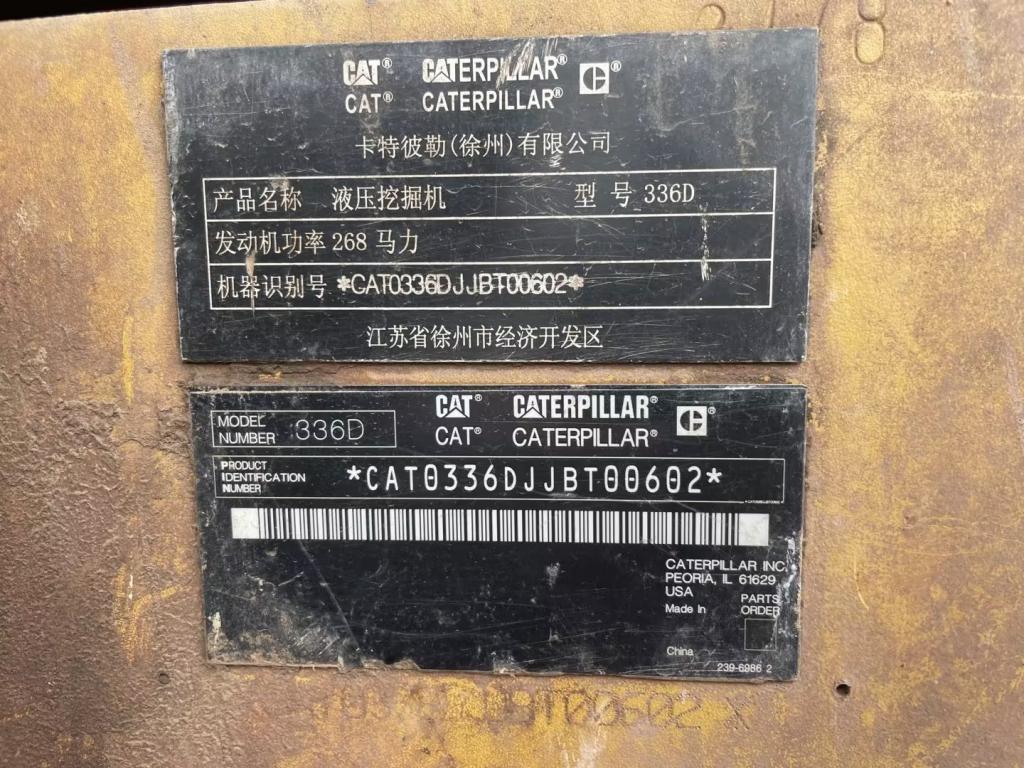 CAT® CATERPILLAR® C®
CAT® CATERPILLAR®
卡特彼勒(徐州)有限公司
产品名称 液压挖掘机 型号 336D
发动机功率 268 马力
机器识别号 *CAT0336DJJBT00602*
江苏省徐州市经济开发区
CAT® CATERPILLAR® C®
CAT® CATERPILLAR®
MODEL NUMBER 336D
PRODUCT IDENTIFICATION NUMBER *CAT0336DJJBT00602*
CATERPILLAR INC.
PEORIA, IL 61629
USA
Made In
China
PARTS ORDER
239-6986 2